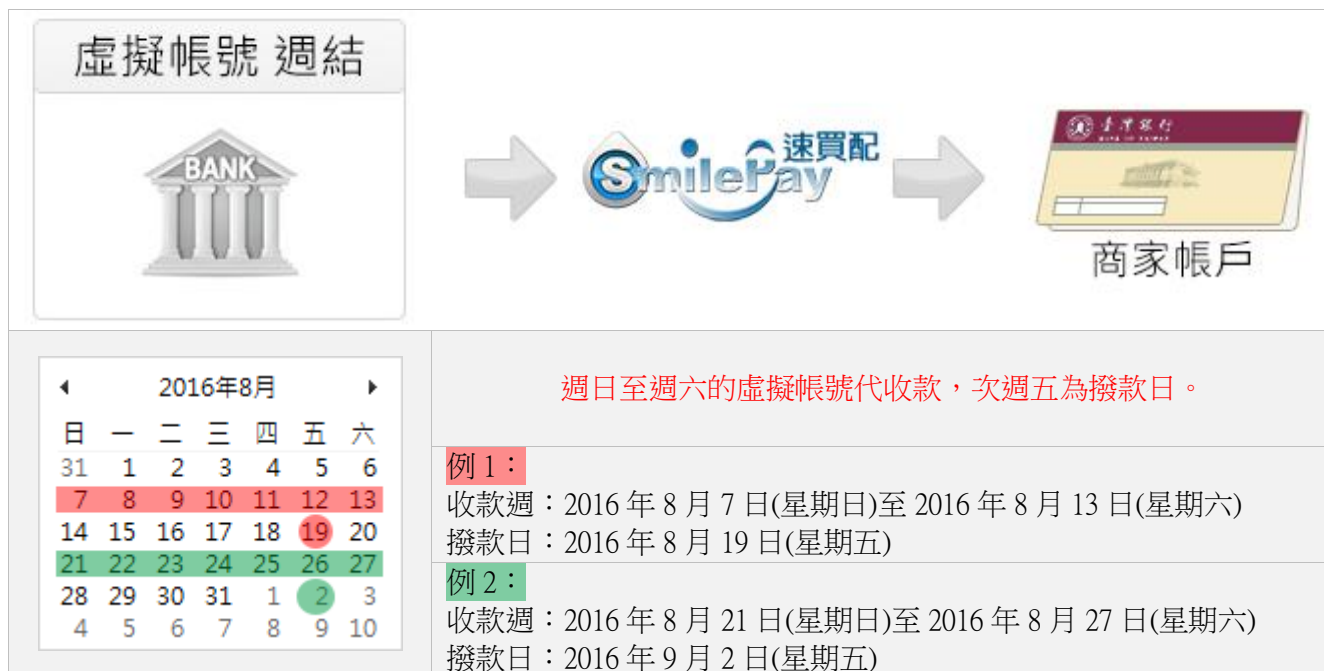 虛擬帳號 週結
BANK
SmilePay 速買配
臺灣銀行
BANK OF TAIWAN
商家帳戶
2016年8月
日 一 二 三 四 五 六
31 1 2 3 4 5 6
7 8 9 10 11 12 13
14 15 16 17 18 19 20
21 22 23 24 25 26 27
28 29 30 31 1 2 3
4 5 6 7 8 9 10
週日至週六的虛擬帳號代收款，次週五為撥款日。
例 1：
收款週：2016 年 8 月 7 日(星期日)至 2016 年 8 月 13 日(星期六)
撥款日：2016 年 8 月 19 日(星期五)
例 2：
收款週：2016 年 8 月 21 日(星期日)至 2016 年 8 月 27 日(星期六)
撥款日：2016 年 9 月 2 日(星期五)